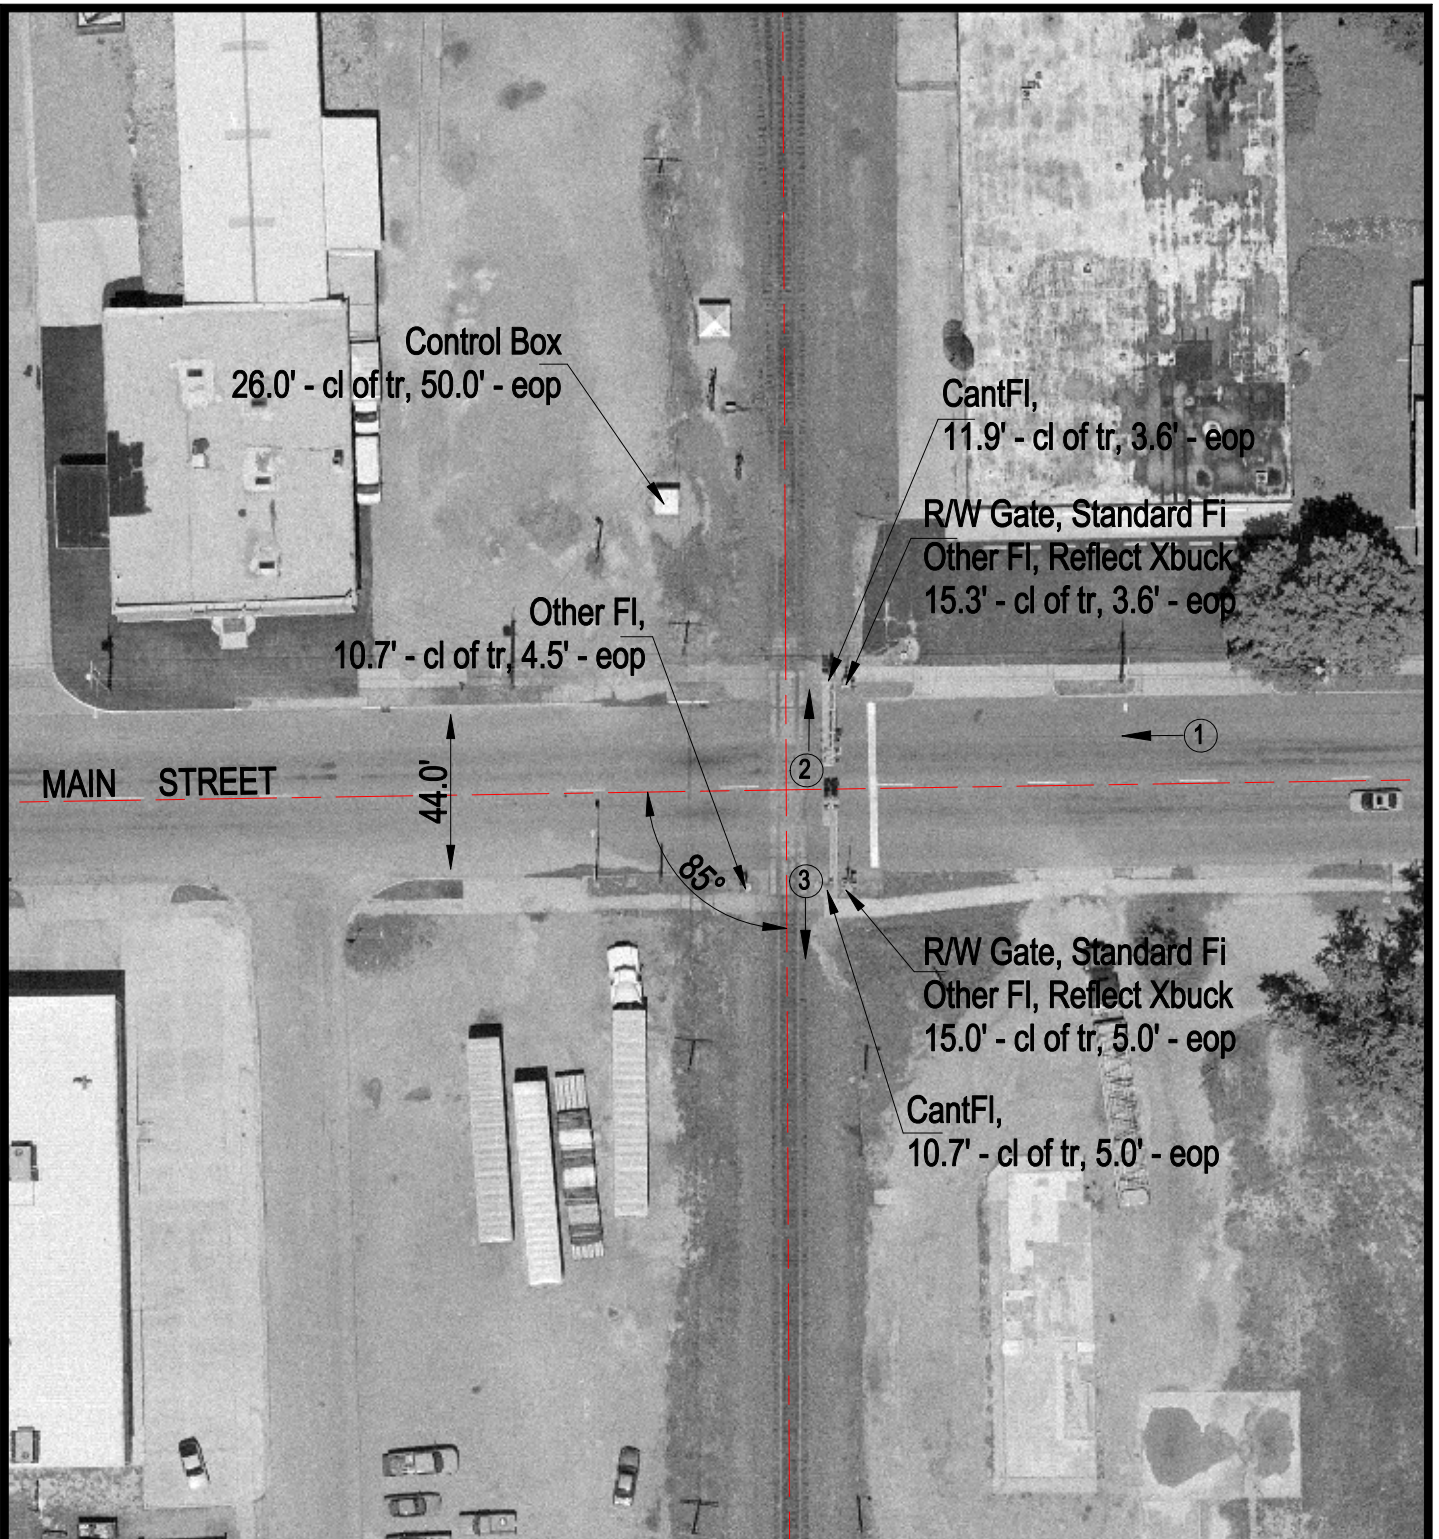 Control Box
26.0' - cl of tr, 50.0' - eop
CantFl,
11.9' - cl of tr, 3.6' - eop
R/W Gate, Standard Fi
Other Fl, Reflect Xbuck
15.3' - cl of tr, 3.6' - eop
Other Fl,
10.7' - cl of tr, 4.5' - eop
1
2
MAIN STREET
44.0'
85°
3
R/W Gate, Standard Fi
Other Fl, Reflect Xbuck
15.0' - cl of tr, 5.0' - eop
CantFl,
10.7' - cl of tr, 5.0' - eop